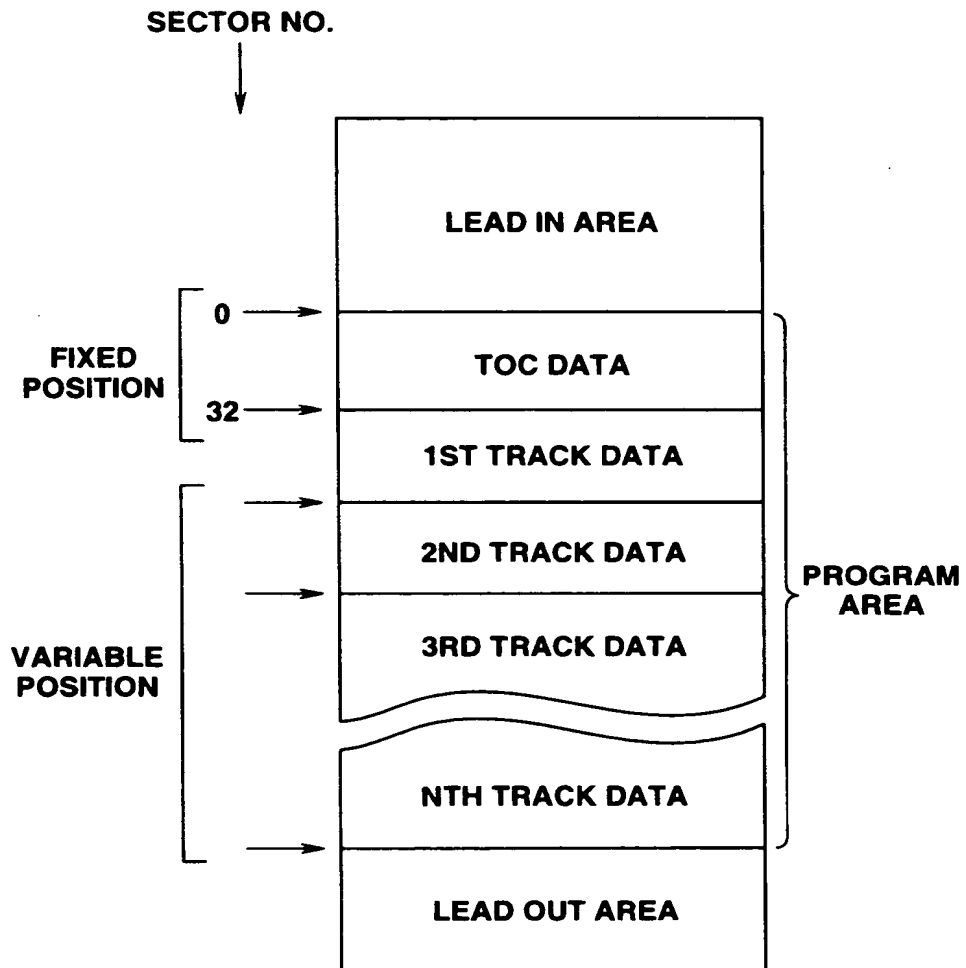 SECTOR NO.
LEAD IN AREA
0
FIXED
POSITION
TOC DATA
32
1ST TRACK DATA
2ND TRACK DATA
PROGRAM
AREA
3RD TRACK DATA
VARIABLE
POSITION
NTH TRACK DATA
LEAD OUT AREA